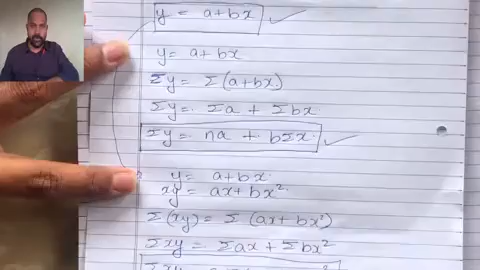 y = a+bx
y = a+bx
Σy = Σ(a+bx)
Σy = Σa + Σbx
Σy = na + bΣx
y = a+bx
xy = ax+bx²
Σ(xy) = Σ(ax+bx²)
Σxy = Σax + Σbx²
Σxy